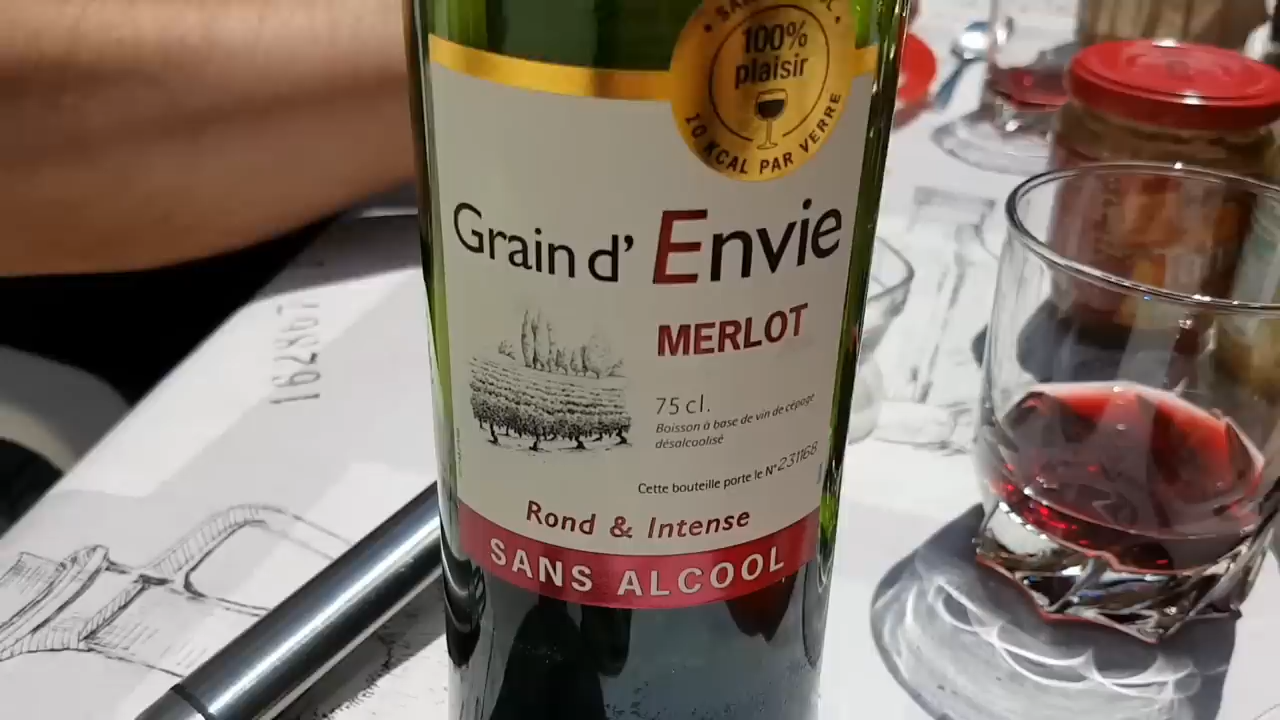 100%
plaisir
10 KCAL PAR VERRE
Grain d'Envie
MERLOT
75 cl.
Boisson à base de vin de cépage
désalcoolisé
Cette bouteille porte le N° 231168
Rond & Intense
SANS ALCOOL
162867